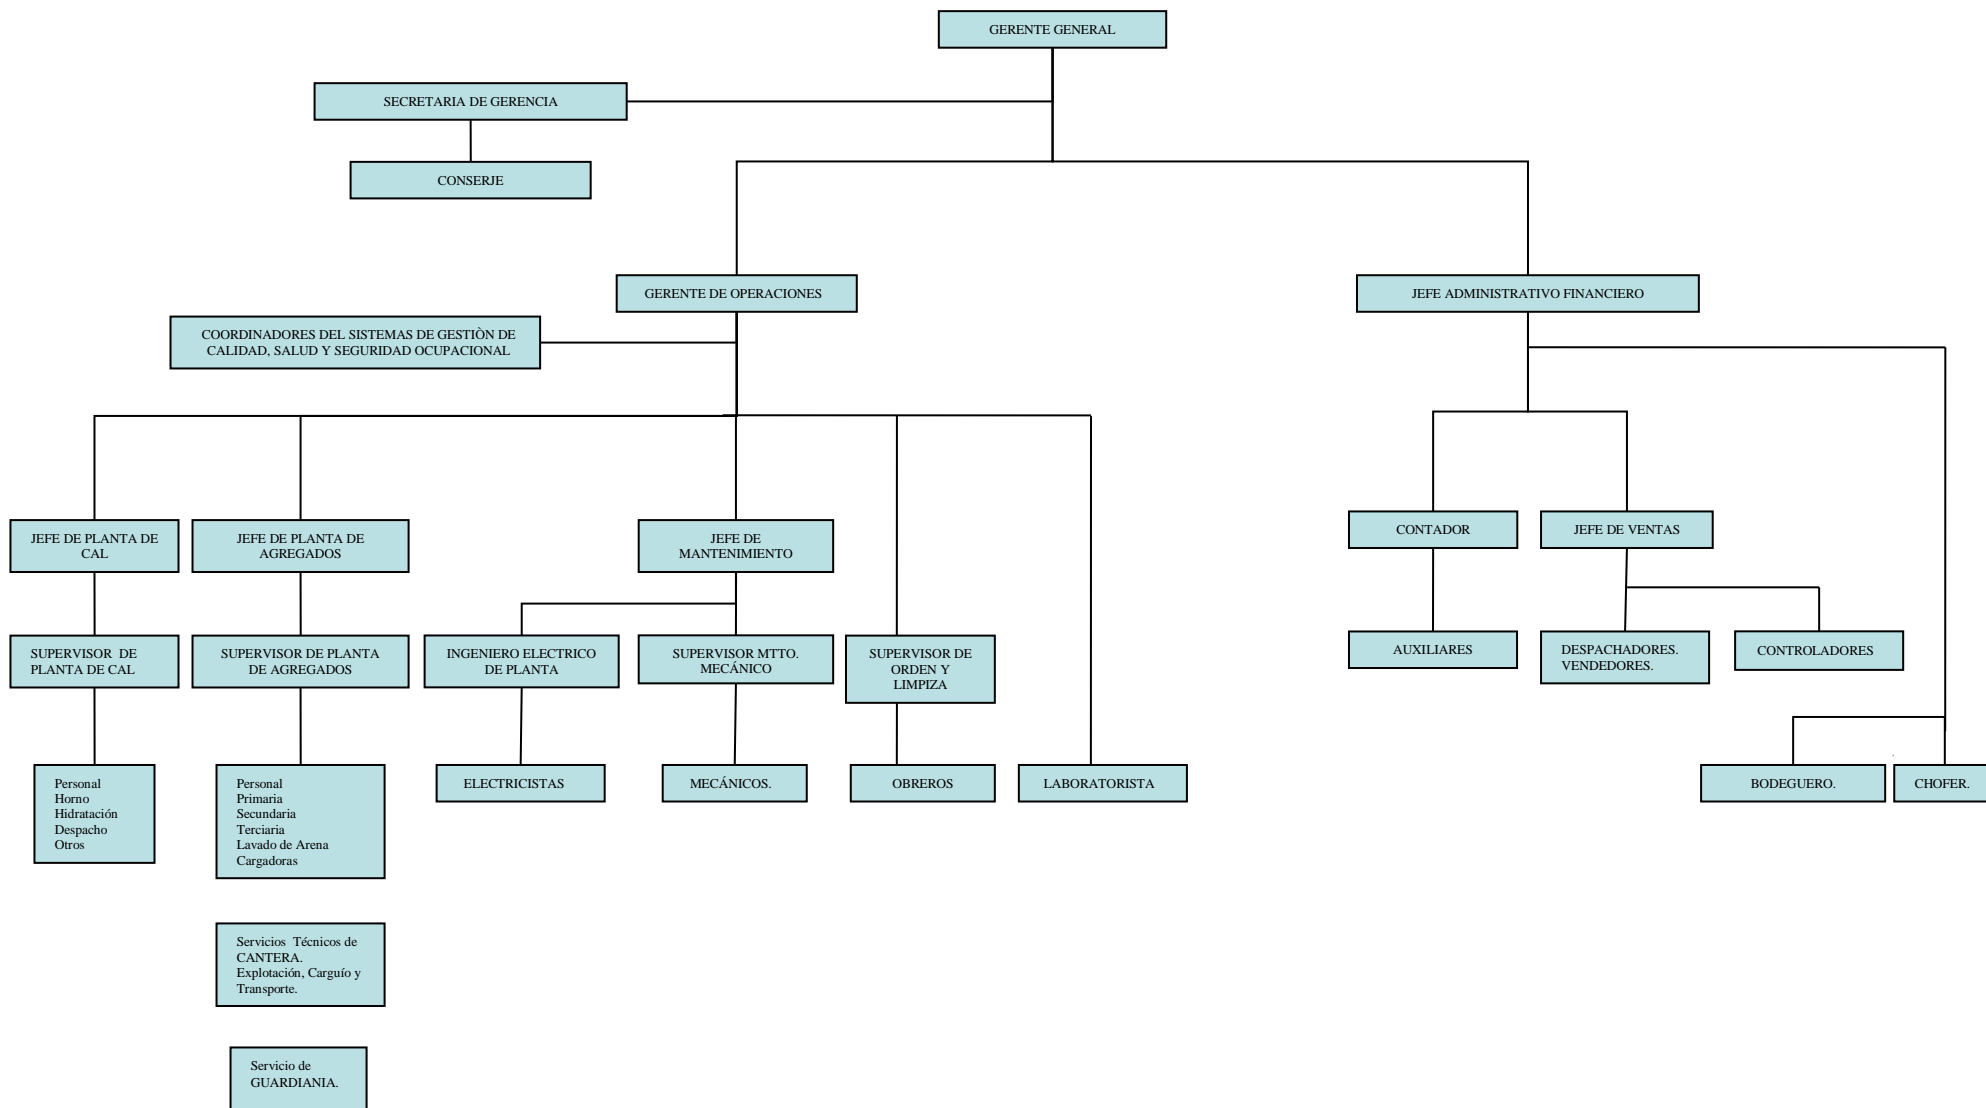 GERENTE GENERAL
SECRETARIA DE GERENCIA
CONSERJE
GERENTE DE OPERACIONES
JEFE ADMINISTRATIVO FINANCIERO
COORDINADORES DEL SISTEMAS DE GESTIÒN DE
CALIDAD, SALUD Y SEGURIDAD OCUPACIONAL
JEFE DE PLANTA DE
CAL
JEFE DE PLANTA DE
AGREGADOS
JEFE DE
MANTENIMIENTO
CONTADOR
JEFE DE VENTAS
SUPERVISOR DE
PLANTA DE CAL
SUPERVISOR DE PLANTA
DE AGREGADOS
INGENIERO ELECTRICO
DE PLANTA
SUPERVISOR MTTO.
MECÁNICO
SUPERVISOR DE
ORDEN Y
LIMPIZA
AUXILIARES
DESPACHADORES.
VENDEDORES.
CONTROLADORES
Personal
Horno
Hidratación
Despacho
Otros
Personal
Primaria
Secundaria
Terciaria
Lavado de Arena
Cargadoras
ELECTRICISTAS
MECÁNICOS.
OBREROS
LABORATORISTA
BODEGUERO.
CHOFER.
Servicios Técnicos de
CANTERA.
Explotación, Carguío y
Transporte.
Servicio de
GUARDIANIA.